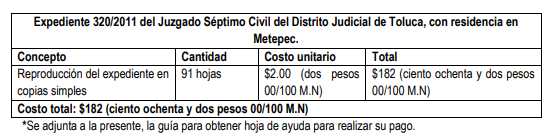 Expediente 320/2011 del Juzgado Séptimo Civil del Distrito Judicial de Toluca, con residencia en
Metepec.
Concepto Cantidad Costo unitario Total
Reproducción del expediente en copias simples 91 hojas $2.00 (dos pesos 00/100 M.N) $182 (ciento ochenta y dos pesos 00/100 M.N)
Costo total: $182 (ciento ochenta y dos pesos 00/100 M.N)
*Se adjunta a la presente, la guía para obtener hoja de ayuda para realizar su pago.